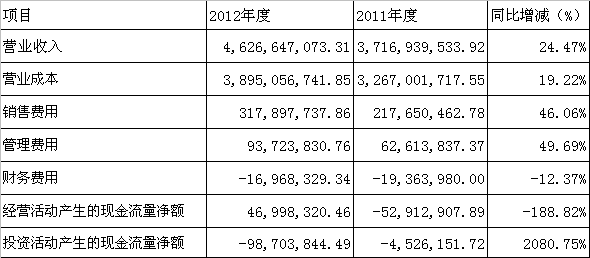 项目 2012年度 2011年度 同比增减（%）
营业收入 4,626,647,073.31 3,716,939,533.92 24.47%
营业成本 3,895,056,741.85 3,267,001,717.55 19.22%
销售费用 317,897,737.86 217,650,462.78 46.06%
管理费用 93,723,830.76 62,613,837.37 49.69%
财务费用 -16,968,329.34 -19,363,980.00 -12.37%
经营活动产生的现金流量净额 46,998,320.46 -52,912,907.89 -188.82%
投资活动产生的现金流量净额 -98,703,844.49 -4,526,151.72 2080.75%